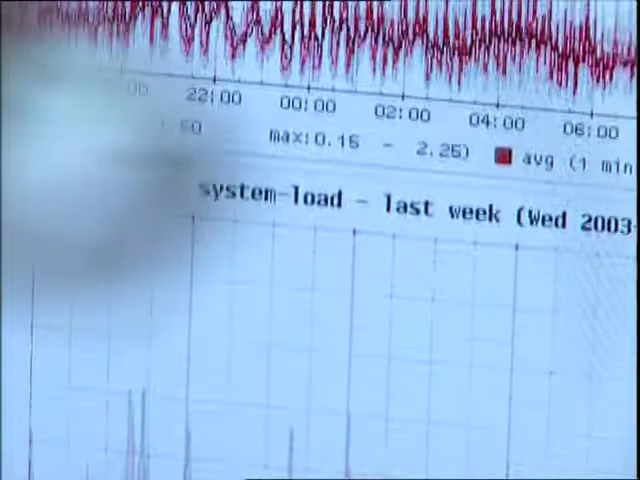 22:00 00:00 02:00 04:00 06:00
max:0.15 - 2.25) avg (1 min
system-load - last week (Wed 2003-